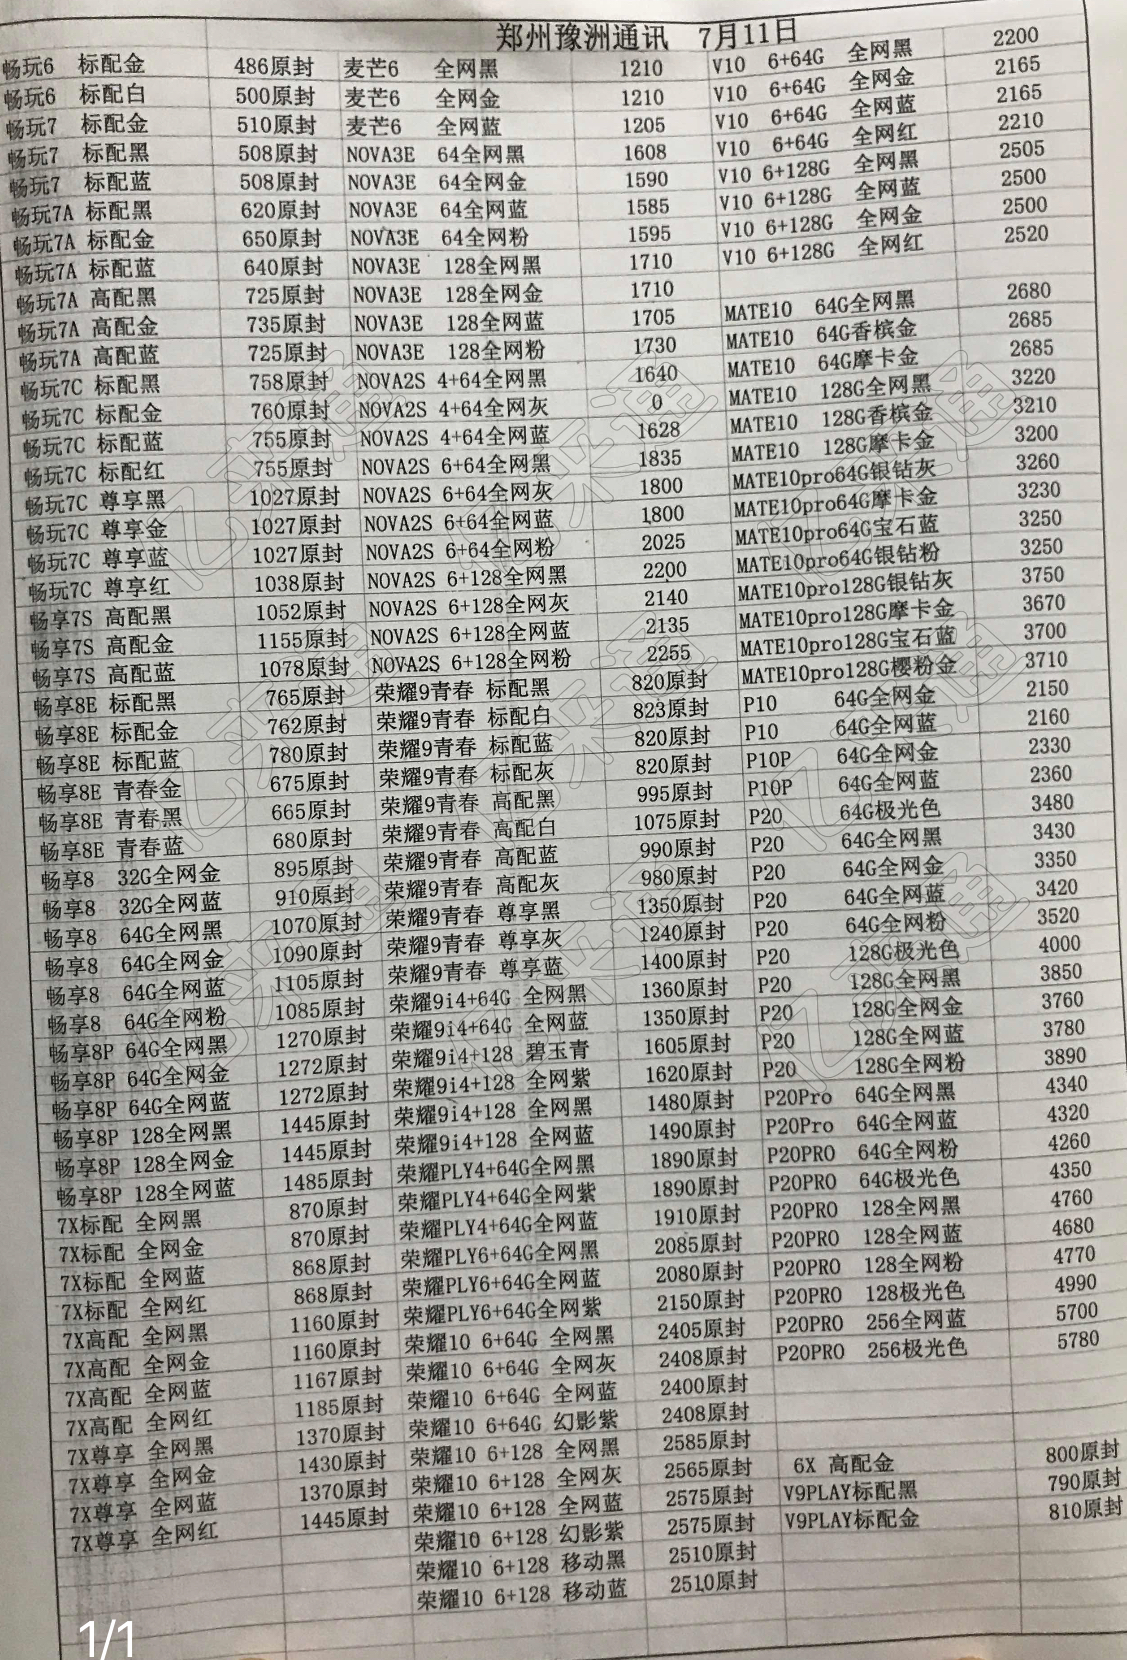 郑州豫洲通讯 7月11日
畅玩6 标配金 486原封 麦芒6 全网黑 1210 V10 6+64G 全网黑 2200
畅玩6 标配白 500原封 麦芒6 全网金 1210 V10 6+64G 全网金 2165
畅玩7 标配金 510原封 麦芒6 全网蓝 1205 V10 6+64G 全网蓝 2165
畅玩7 标配黑 508原封 NOVA3E 64全网黑 1608 V10 6+64G 全网红 2210
畅玩7 标配蓝 508原封 NOVA3E 64全网金 1590 V10 6+128G 全网黑 2505
畅玩7A 标配黑 620原封 NOVA3E 64全网蓝 1585 V10 6+128G 全网蓝 2500
畅玩7A 标配金 650原封 NOVA3E 64全网粉 1595 V10 6+128G 全网金 2500
畅玩7A 标配蓝 640原封 NOVA3E 128全网黑 1710 V10 6+128G 全网红 2520
畅玩7A 高配黑 725原封 NOVA3E 128全网金 1710
畅玩7A 高配金 735原封 NOVA3E 128全网蓝 1705 MATE10 64G全网黑 2680
畅玩7A 高配蓝 725原封 NOVA3E 128全网粉 1730 MATE10 64G香槟金 2685
畅玩7C 标配黑 758原封 NOVA2S 4+64全网黑 1640 MATE10 64G摩卡金 2685
畅玩7C 标配金 760原封 NOVA2S 4+64全网灰 0 MATE10 128G全网黑 3220
畅玩7C 标配蓝 755原封 NOVA2S 4+64全网蓝 1628 MATE10 128G香槟金 3210
畅玩7C 标配红 755原封 NOVA2S 6+64全网黑 1835 MATE10 128G摩卡金 3200
畅玩7C 尊享黑 1027原封 NOVA2S 6+64全网灰 1800 MATE10pro64G银钻灰 3260
畅玩7C 尊享金 1027原封 NOVA2S 6+64全网蓝 1800 MATE10pro64G摩卡金 3230
畅玩7C 尊享蓝 1027原封 NOVA2S 6+64全网粉 2025 MATE10pro64G宝石蓝 3250
畅玩7C 尊享红 1038原封 NOVA2S 6+128全网黑 2200 MATE10pro64G银钻粉 3250
畅享7S 高配黑 1052原封 NOVA2S 6+128全网灰 2140 MATE10pro128G银钻灰 3750
畅享7S 高配金 1155原封 NOVA2S 6+128全网蓝 2135 MATE10pro128G摩卡金 3670
畅享7S 高配蓝 1078原封 NOVA2S 6+128全网粉 2255 MATE10pro128G宝石蓝 3700
畅享8E 标配黑 765原封 荣耀9青春 标配黑 820原封 MATE10pro128G樱粉金 3710
畅享8E 标配金 762原封 荣耀9青春 标配白 823原封 P10 64G全网金 2150
畅享8E 标配蓝 780原封 荣耀9青春 标配蓝 820原封 P10 64G全网蓝 2160
畅享8E 青春金 675原封 荣耀9青春 标配灰 820原封 P10P 64G全网金 2330
畅享8E 青春黑 665原封 荣耀9青春 高配黑 995原封 P10P 64G全网蓝 2360
畅享8E 青春蓝 680原封 荣耀9青春 高配白 1075原封 P20 64G极光色 3480
畅享8 32G全网金 895原封 荣耀9青春 高配蓝 990原封 P20 64G全网黑 3430
畅享8 32G全网蓝 910原封 荣耀9青春 高配灰 980原封 P20 64G全网金 3350
畅享8 64G全网黑 1070原封 荣耀9青春 尊享黑 1350原封 P20 64G全网蓝 3420
畅享8 64G全网金 1090原封 荣耀9青春 尊享灰 1240原封 P20 64G全网粉 3520
畅享8 64G全网蓝 1105原封 荣耀9青春 尊享蓝 1400原封 P20 128G极光色 4000
畅享8 64G全网粉 1085原封 荣耀9i4+64G 全网黑 1360原封 P20 128G全网黑 3850
畅享8P 64G全网黑 1270原封 荣耀9i4+64G 全网蓝 1350原封 P20 128G全网金 3760
畅享8P 64G全网金 1272原封 荣耀9i4+128 碧玉青 1605原封 P20 128G全网蓝 3780
畅享8P 64G全网蓝 1272原封 荣耀9i4+128 全网紫 1620原封 P20 128G全网粉 3890
畅享8P 128全网黑 1445原封 荣耀9i4+128 全网黑 1480原封 P20Pro 64G全网黑 4340
畅享8P 128全网金 1445原封 荣耀9i4+128 全网蓝 1490原封 P20Pro 64G全网蓝 4320
畅享8P 128全网蓝 1485原封 荣耀PLY4+64G全网黑 1890原封 P20PRO 64G全网粉 4260
7X标配 全网黑 870原封 荣耀PLY4+64G全网紫 1890原封 P20PRO 64G极光色 4350
7X标配 全网金 870原封 荣耀PLY4+64G全网蓝 1910原封 P20PRO 128全网黑 4760
7X标配 全网蓝 868原封 荣耀PLY6+64G全网黑 2085原封 P20PRO 128全网蓝 4680
7X标配 全网红 868原封 荣耀PLY6+64G全网蓝 2080原封 P20PRO 128全网粉 4770
7X高配 全网黑 1160原封 荣耀PLY6+64G全网紫 2150原封 P20PRO 128极光色 4990
7X高配 全网金 1160原封 荣耀10 6+64G 全网黑 2405原封 P20PRO 256全网蓝 5700
7X高配 全网蓝 1167原封 荣耀10 6+64G 全网灰 2408原封 P20PRO 256极光色 5780
7X高配 全网红 1185原封 荣耀10 6+64G 全网蓝 2400原封
7X尊享 全网黑 1370原封 荣耀10 6+64G 幻影紫 2408原封
7X尊享 全网金 1430原封 荣耀10 6+128 全网黑 2585原封
7X尊享 全网蓝 1370原封 荣耀10 6+128 全网灰 2565原封 6X 高配金 800原封
7X尊享 全网红 1445原封 荣耀10 6+128 全网蓝 2575原封 V9PLAY标配黑 790原封
荣耀10 6+128 幻影紫 2575原封 V9PLAY标配金 810原封
荣耀10 6+128 移动黑 2510原封
荣耀10 6+128 移动蓝 2510原封
1/1